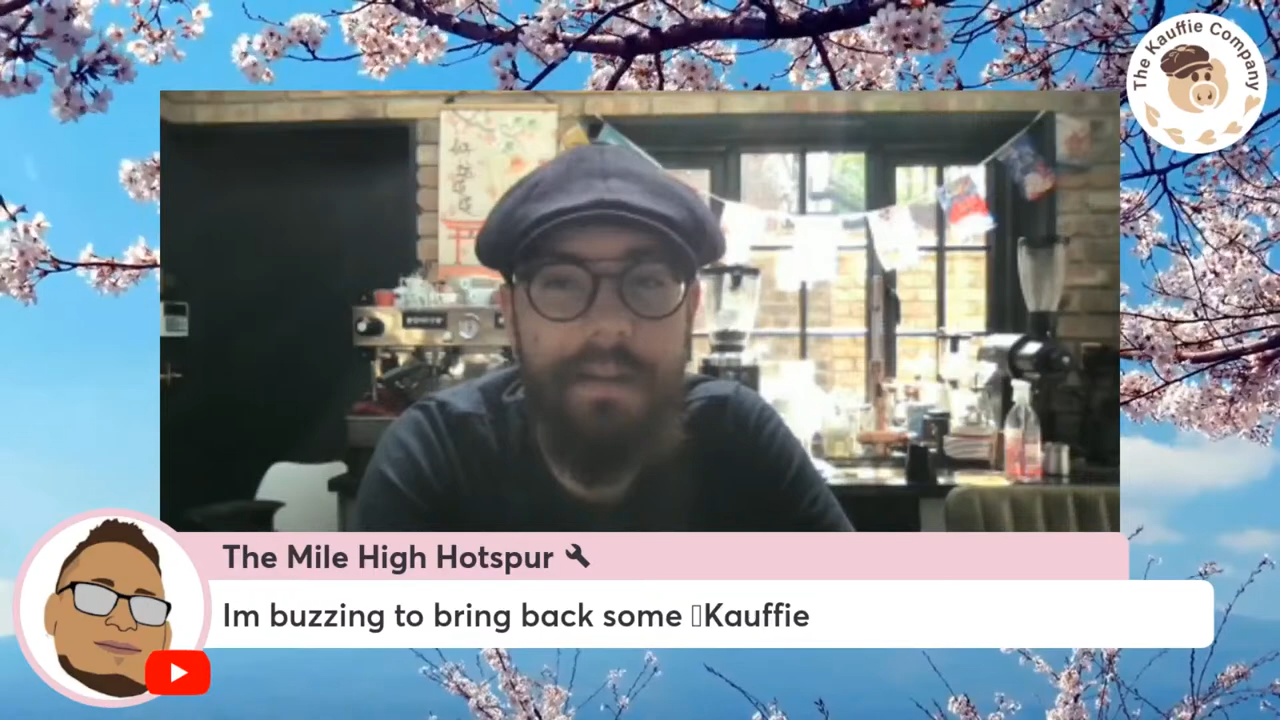 The Kauffie Company
The Mile High Hotspur
Im buzzing to bring back some ▯Kauffie